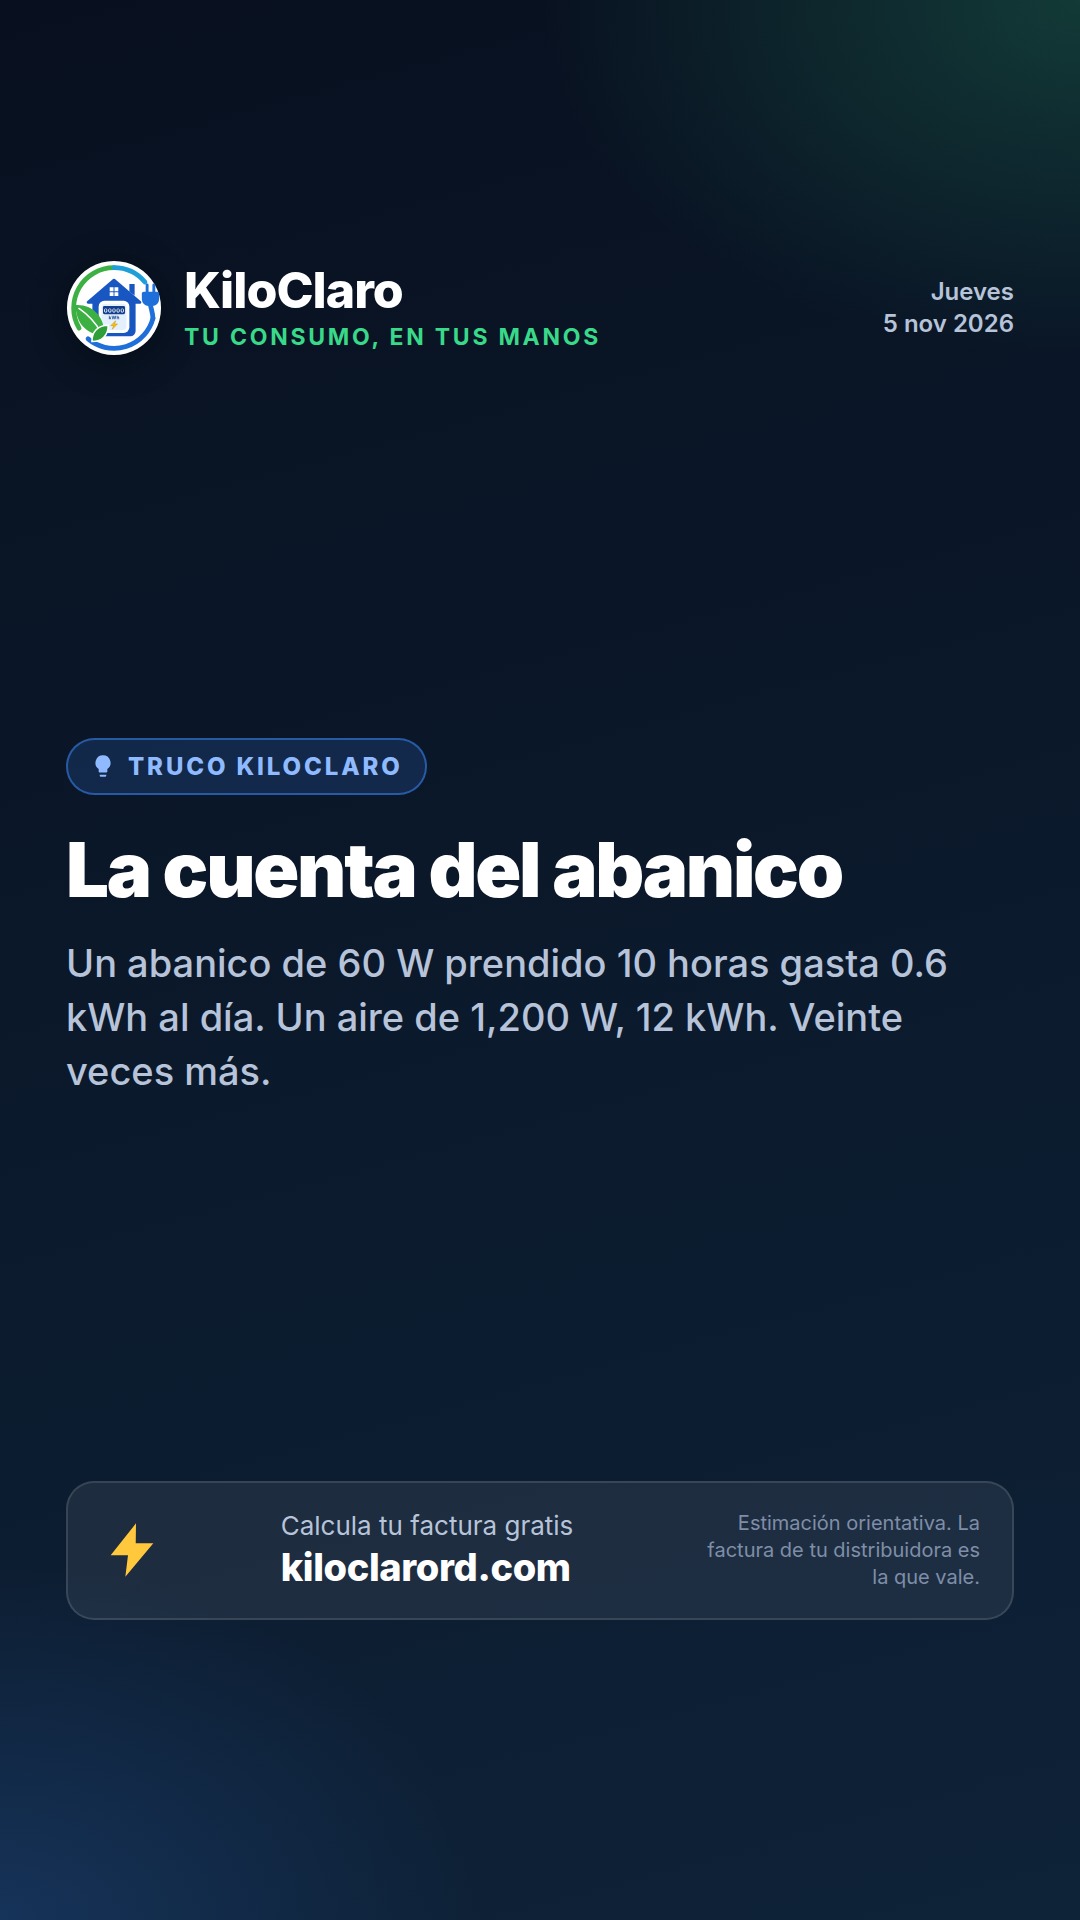 KiloClaro
TU CONSUMO, EN TUS MANOS
Jueves
5 nov 2026
TRUCO KILOCLARO
La cuenta del abanico
Un abanico de 60 W prendido 10 horas gasta 0.6
kWh al día. Un aire de 1,200 W, 12 kWh. Veinte
veces más.
Calcula tu factura gratis
kiloclarord.com
Estimación orientativa. La
factura de tu distribuidora es
la que vale.